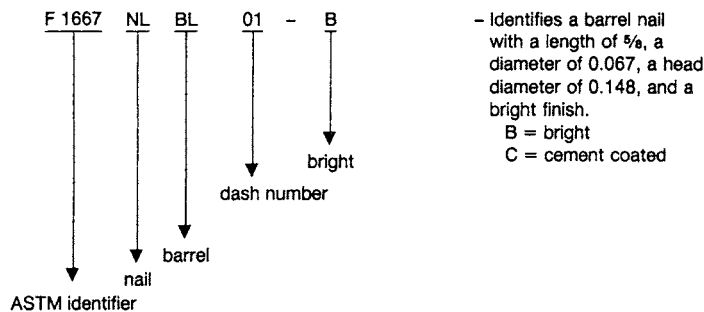 F 1667 NL BL 01 – B
– Identifies a barrel nail
with a length of 5/8, a
diameter of 0.067, a head
diameter of 0.148, and a
bright finish.
B = bright
C = cement coated
bright
dash number
barrel
nail
ASTM identifier